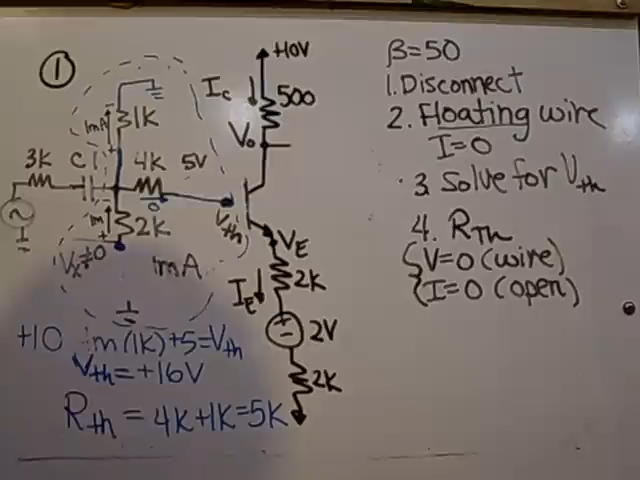 ①
+10V
Ic
500
Vo
mA
1K
3K
C1
4K
5V
0
m
2K
Vth
Vx≠0
mA
VE
IE
2K
2V
2K
+10 m(1K)+5=Vth
Vth=+16V
Rth = 4K+1K=5K
β=50
1. Disconnect
2. Floating wire
I=0
3. Solve for Vth
4. RTh
V=0 (wire)
I=0 (open)